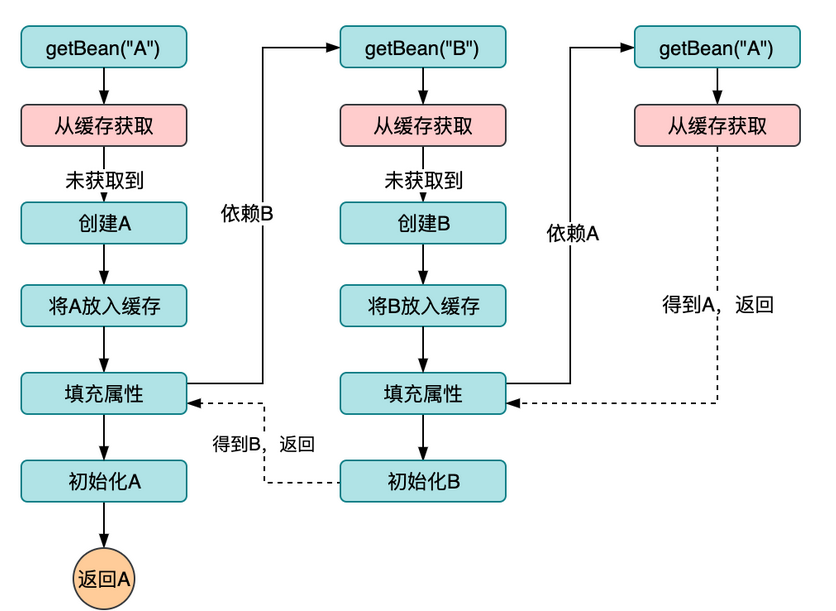 getBean("A")
从缓存获取
未获取到
创建A
将A放入缓存
填充属性
初始化A
返回A
依赖B
得到B，返回
getBean("B")
从缓存获取
未获取到
创建B
将B放入缓存
填充属性
初始化B
依赖A
getBean("A")
从缓存获取
得到A，返回